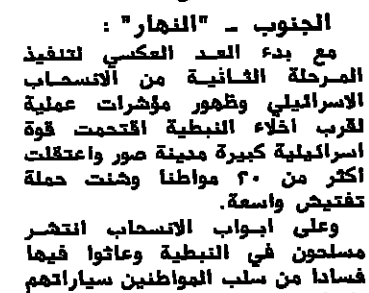 الجنوب ـ "النهار" :
مع بدء العد العكسي لتنفيذ
المرحلة الثانية من الانسحاب
الاسرائيلي وظهور مؤشرات عملية
لقرب اخلاء النبطية اقتحمت قوة
اسرائيلية كبيرة مدينة صور واعتقلت
اكثر من ٢٠ مواطنا وشنت حملة
تفتيش واسعة.
وعلى ابواب الانسحاب انتشر
مسلحون في النبطية وعاثوا فيها
فسادا من سلب المواطنين سياراتهم